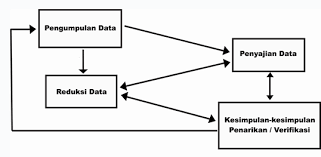 Pengumpulan Data
Penyajian Data
Reduksi Data
Kesimpulan-kesimpulan
Penarikan / Verifikasi